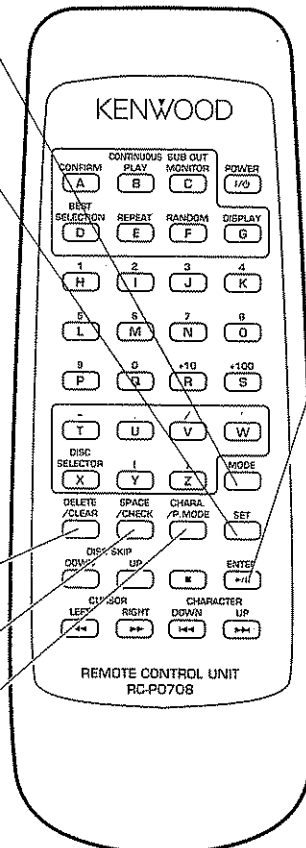 KENWOOD
CONTINUOUS SUB OUT
CONFIRM PLAY MONITOR POWER
A B C I/⏻
BEST
SELECTION REPEAT RANDOM DISPLAY
D E F G
1 2 3 4
H I J K
5 6 7 8
L M N O
9 0 +10 +100
P Q R S
- . / '
T U V W
DISC
SELECTOR ( ) MODE
X Y Z
DELETE SPACE CHARA. SET
/CLEAR /CHECK /P.MODE
DISC SKIP
DOWN UP ENTER
■ ►/II
CURSOR CHARACTER
LEFT RIGHT DOWN UP
◄◄ ►► I◄◄ ►►I
REMOTE CONTROL UNIT
RC-P0708